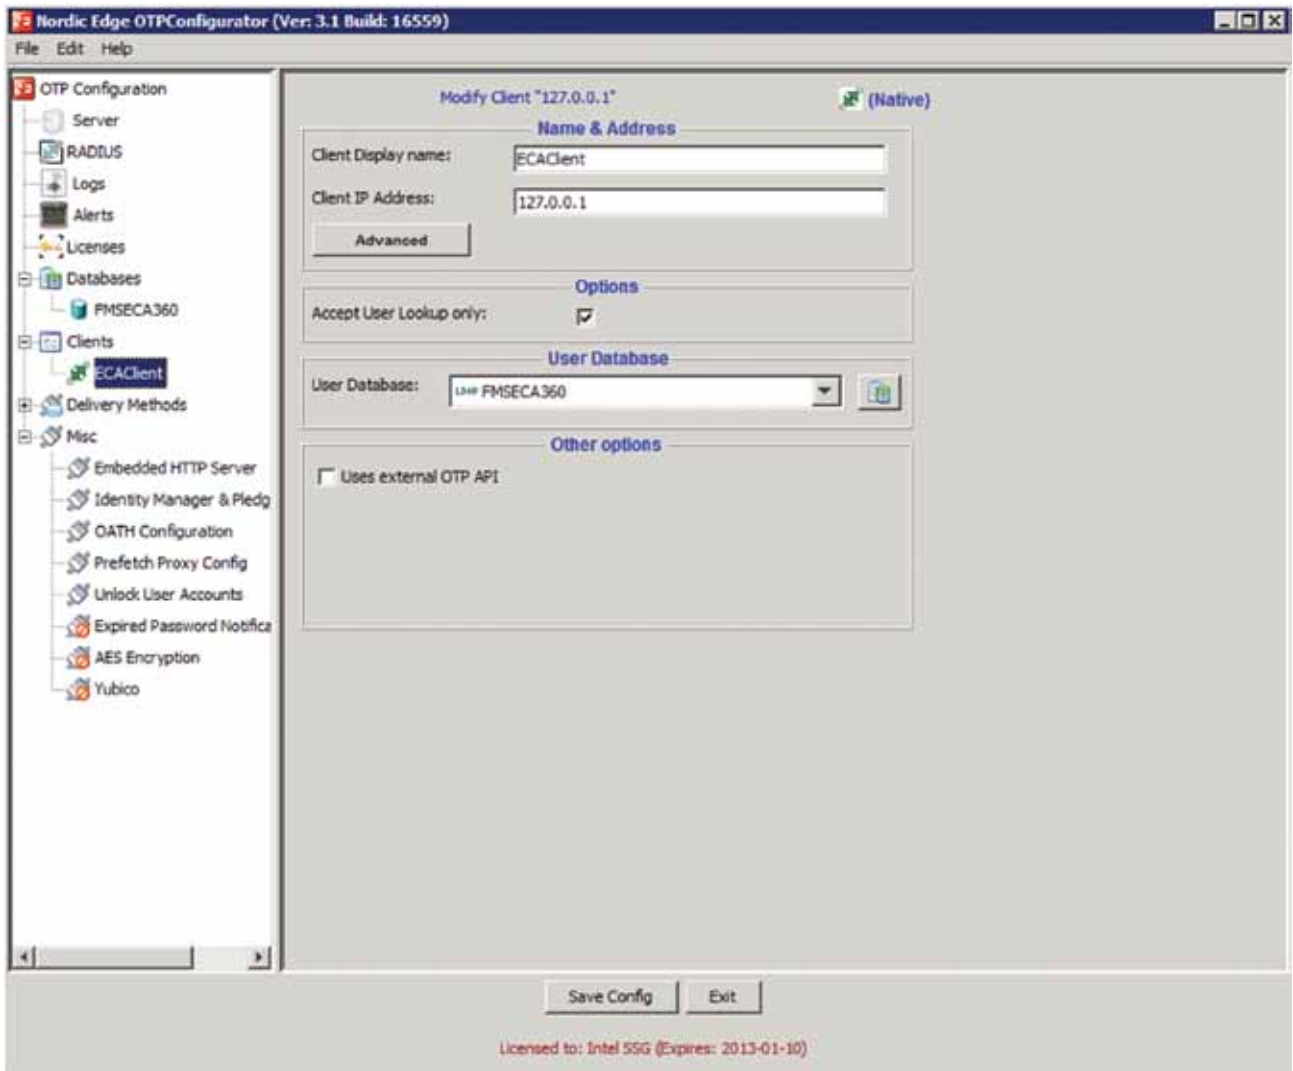 Nordic Edge OTPConfigurator (Ver: 3.1 Build: 16559)
File Edit Help
OTP Configuration
Server
RADIUS
Logs
Alerts
Licenses
Databases
FMSECA360
Clients
ECAClient
Delivery Methods
Misc
Embedded HTTP Server
Identity Manager & Pledg
OATH Configuration
Prefetch Proxy Config
Unlock User Accounts
Expired Password Notifica
AES Encryption
Yubico
Modify Client "127.0.0.1"
(Native)
Name & Address
Client Display name:
ECAClient
Client IP Address:
127.0.0.1
Advanced
Options
Accept User Lookup only:
User Database
User Database:
LDAP FMSECA360
Other options
Uses external OTP API
Save Config
Exit
Licensed to: Intel SSG (Expires: 2013-01-10)